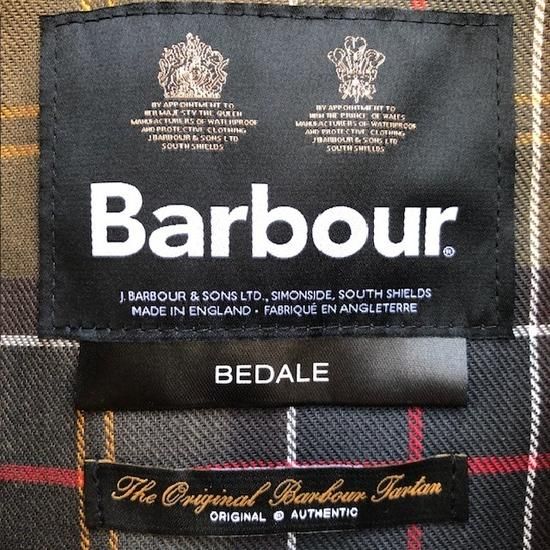 BY APPOINTMENT TO
HER MAJESTY THE QUEEN
MANUFACTURERS OF WATERPROOF
AND PROTECTIVE CLOTHING
J.BARBOUR & SONS LTD
SOUTH SHIELDS
BY APPOINTMENT TO
HRH THE PRINCE OF WALES
MANUFACTURERS OF WATERPROOF
AND PROTECTIVE CLOTHING
J.BARBOUR & SONS LTD
SOUTH SHIELDS
Barbour®
J. BARBOUR & SONS LTD., SIMONSIDE, SOUTH SHIELDS
MADE IN ENGLAND · FABRIQUÉ EN ANGLETERRE
BEDALE
The Original Barbour Tartan
ORIGINAL ® AUTHENTIC